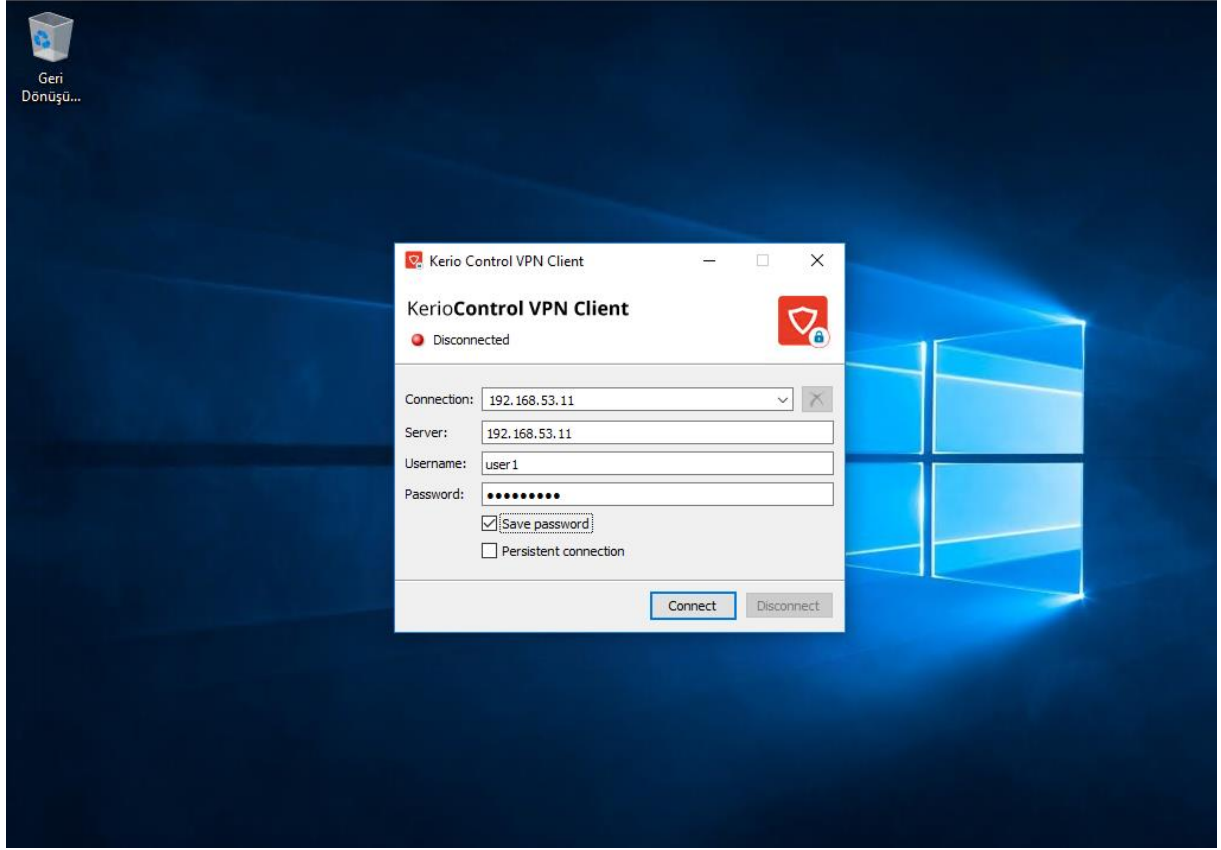 Geri
Dönüşü...
Kerio Control VPN Client
KerioControl VPN Client
Disconnected
Connection: 192.168.53.11
Server: 192.168.53.11
Username: user1
Password: •••••••••
Save password
Persistent connection
Connect Disconnect